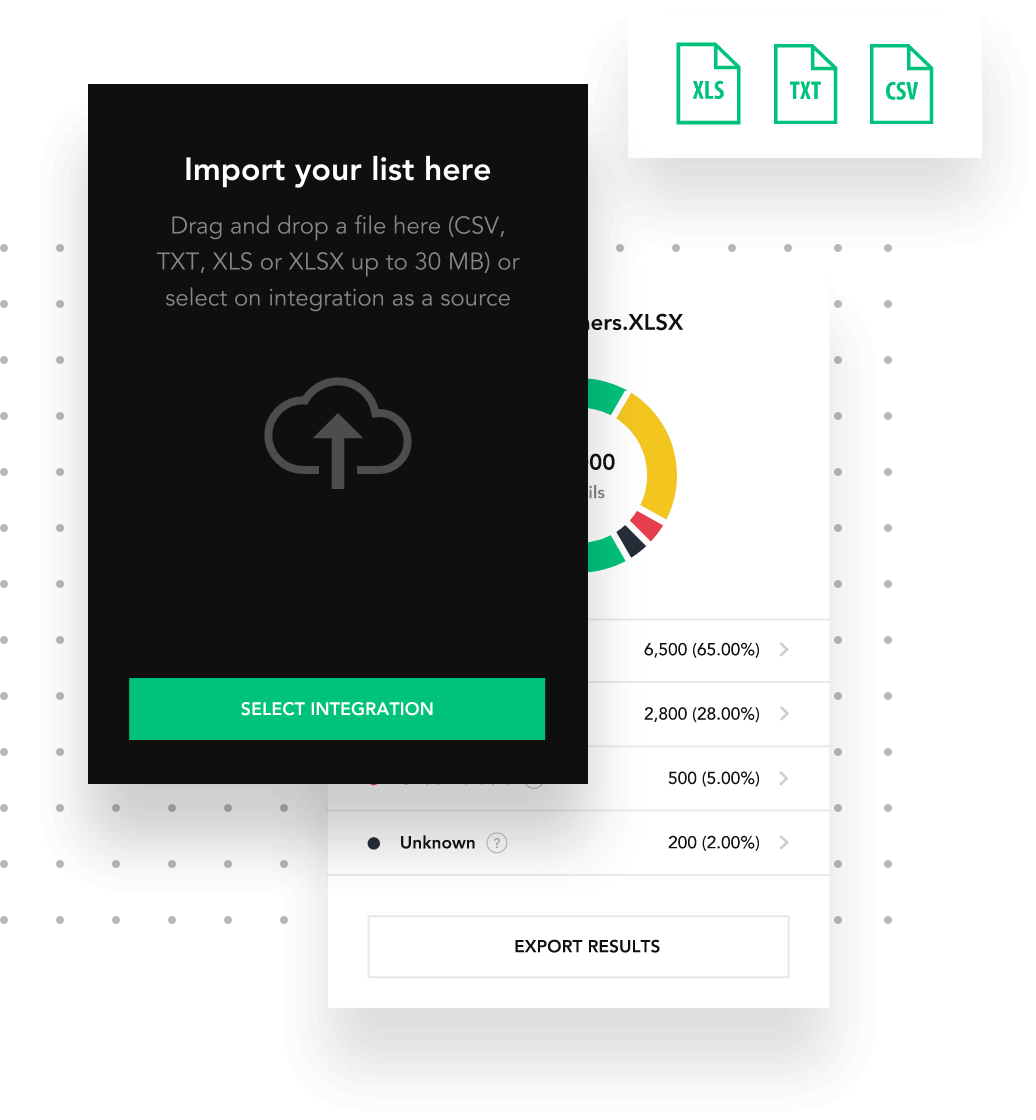 XLS
TXT
CSV
Import your list here
Drag and drop a file here (CSV,
TXT, XLS or XLSX up to 30 MB) or
select on integration as a source
SELECT INTEGRATION
ers.XLSX
00
ils
6,500 (65.00%)
2,800 (28.00%)
500 (5.00%)
Unknown ?
200 (2.00%)
EXPORT RESULTS